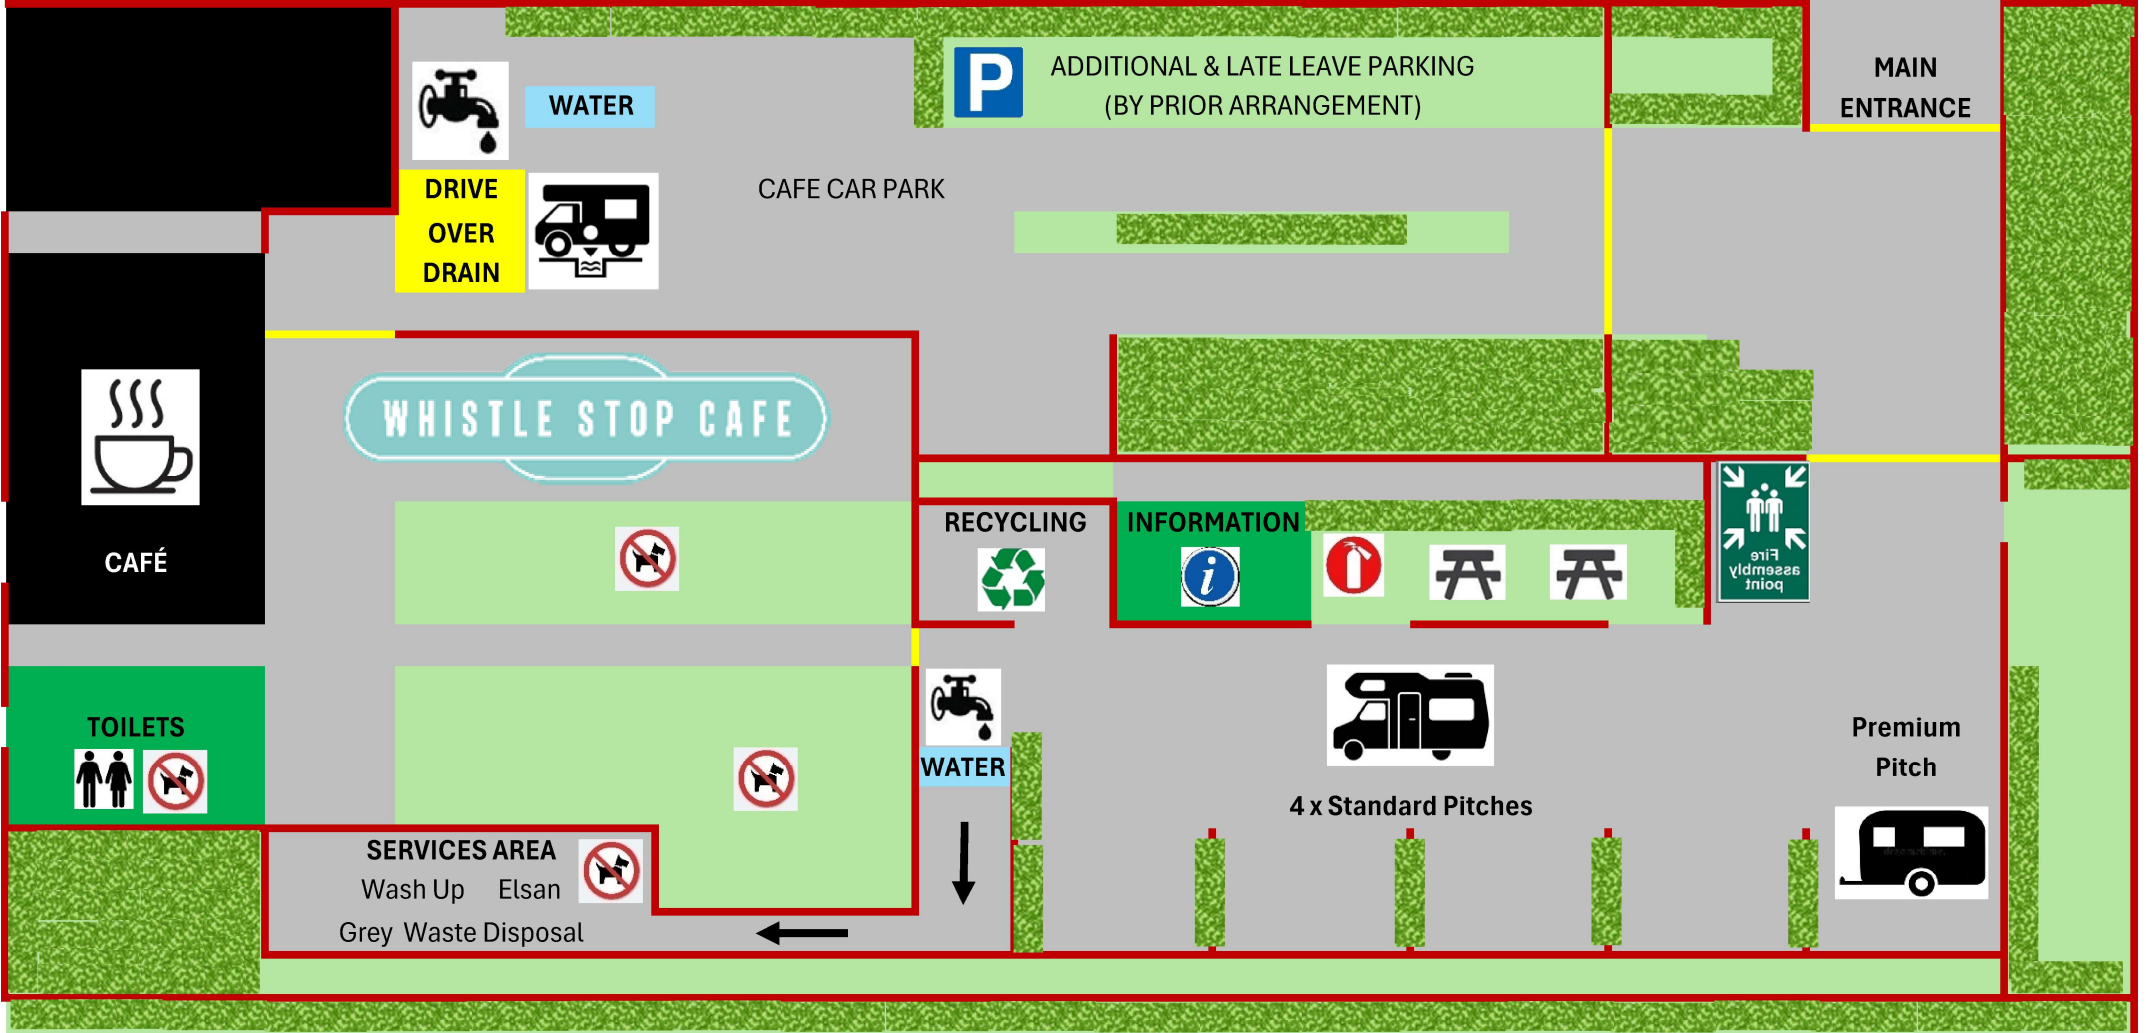 ADDITIONAL & LATE LEAVE PARKING
(BY PRIOR ARRANGEMENT)
P
MAIN
ENTRANCE
WATER
DRIVE
OVER
DRAIN
CAFE CAR PARK
WHISTLE STOP CAFE
CAFÉ
RECYCLING
INFORMATION
i
Fire
assembly
point
TOILETS
WATER
Premium
Pitch
4 x Standard Pitches
SERVICES AREA
Wash Up Elsan
Grey Waste Disposal